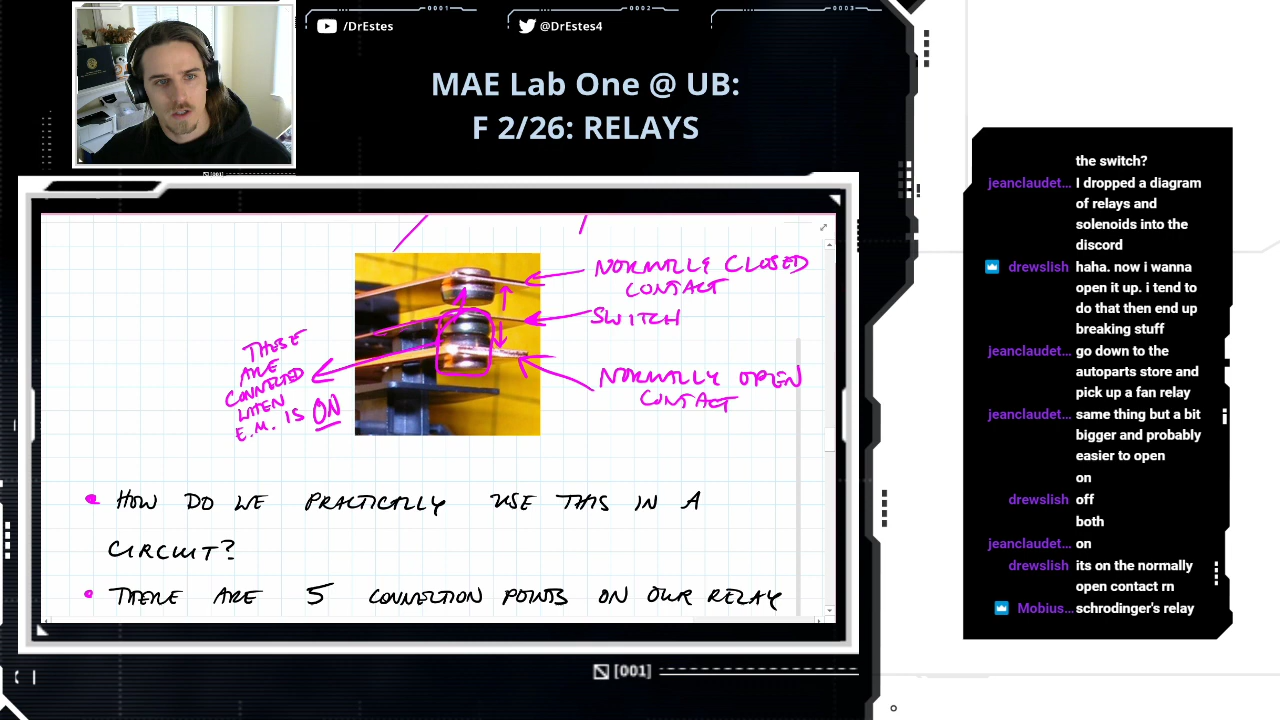 0001
0002
0003
/DrEstes
@DrEstes4
MAE Lab One @ UB:
F 2/26: RELAYS
[001]
NORMALLY CLOSED
CONTACT
SWITCH
NORMALLY OPEN
CONTACT
THESE
ARE
CONNECTED
WHEN
E.M. IS ON
• HOW DO WE PRACTICALLY USE THIS IN A
CIRCUIT?
• THERE ARE 5 CONNECTION POINTS ON OUR RELAY
[001]
the switch?
jeanclaudet... I dropped a diagram
of relays and
solenoids into the
discord
drewslish haha. now i wanna
open it up. i tend to
do that then end up
breaking stuff
jeanclaudet... go down to the
autoparts store and
pick up a fan relay
jeanclaudet... same thing but a bit
bigger and probably
easier to open
on
drewslish off
both
jeanclaudet... on
drewslish its on the normally
open contact rn
Mobius... schrodinger's relay